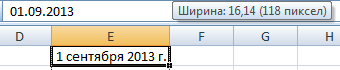 01.09.2013
Ширина: 16,14 (118 пиксел)
D E F G H
1 сентября 2013 г.